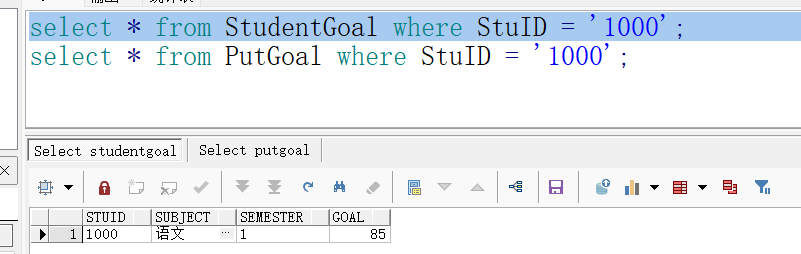 select * from StudentGoal where StuID = '1000';
select * from PutGoal where StuID = '1000';
Select studentgoal Select putgoal
STUID SUBJECT SEMESTER GOAL
1 1000 语文 ··· 1 85